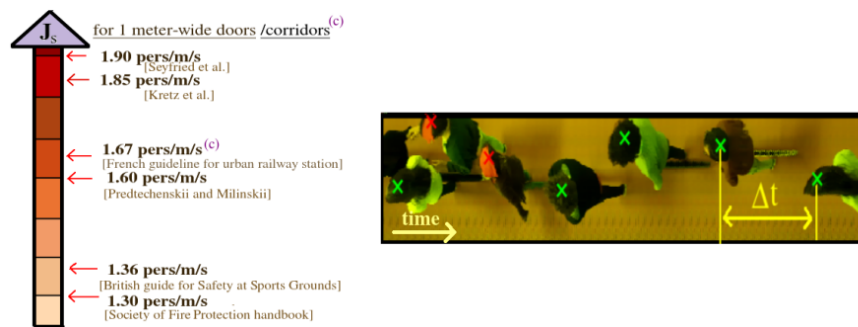 J_s
for 1 meter-wide doors /corridors(c)
1.90 pers/m/s
[Seyfried et al.]
1.85 pers/m/s
[Kretz et al.]
1.67 pers/m/s(c)
[French guideline for urban railway station]
1.60 pers/m/s
[Predtechenskii and Milinskii]
1.36 pers/m/s
[British guide for Safety at Sports Grounds]
1.30 pers/m/s
[Society of Fire Protection handbook]
time
Δt